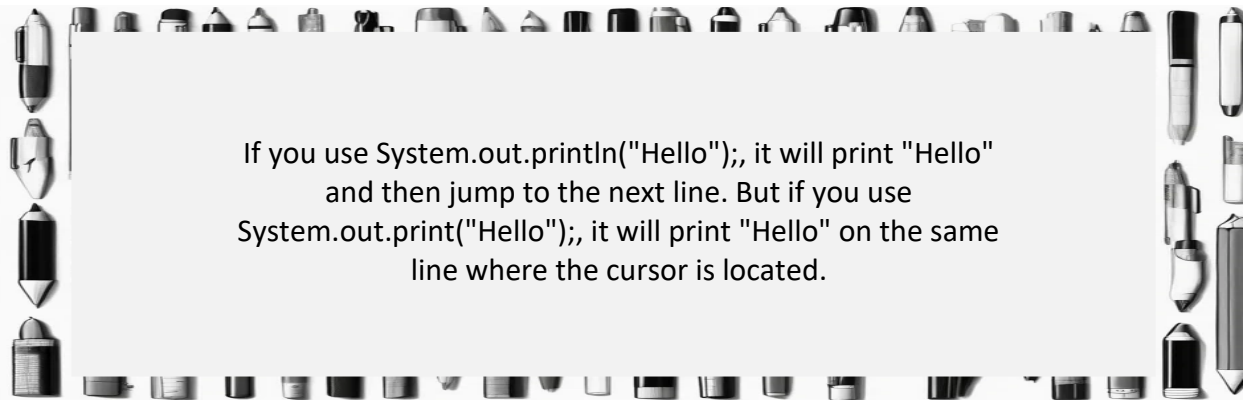 If you use System.out.println("Hello");, it will print "Hello"
and then jump to the next line. But if you use
System.out.print("Hello");, it will print "Hello" on the same
line where the cursor is located.